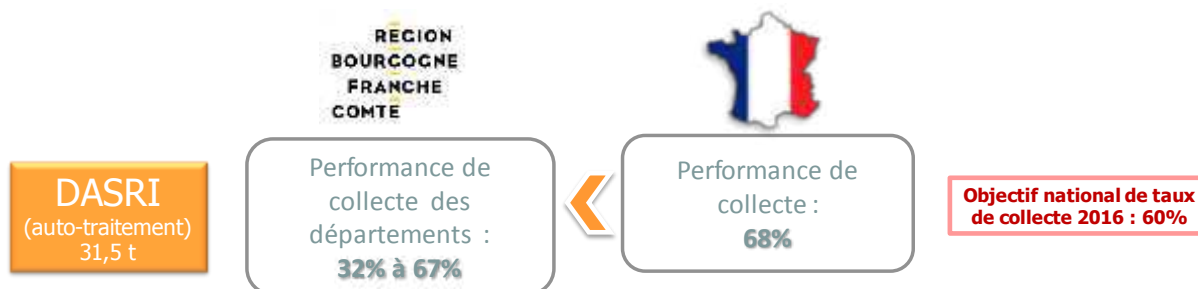 REGION
BOURGOGNE
FRANCHE
COMTE
DASRI
(auto-traitement)
31,5 t
Performance de
collecte des
départements :
32% à 67%
Performance de
collecte :
68%
Objectif national de taux
de collecte 2016 : 60%